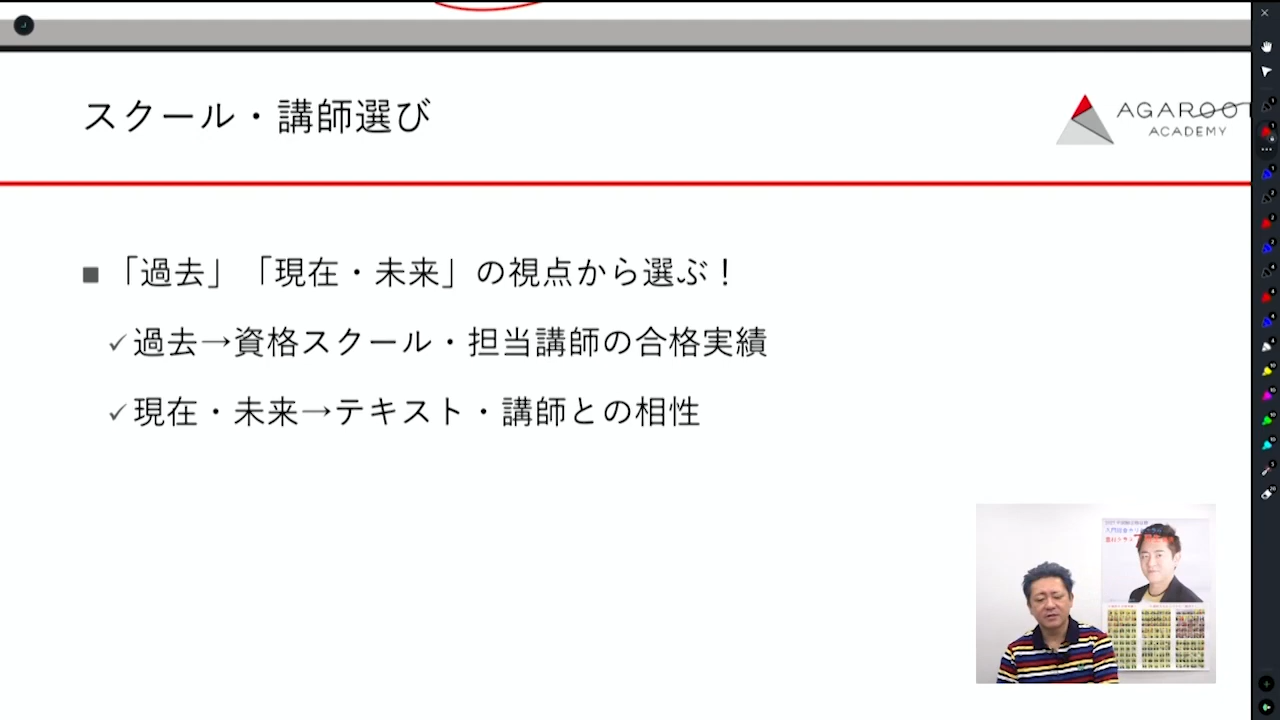 スクール・講師選び
AGAROOT
ACADEMY
■「過去」「現在・未来」の視点から選ぶ！
✓過去→資格スクール・担当講師の合格実績
✓現在・未来→テキスト・講師との相性